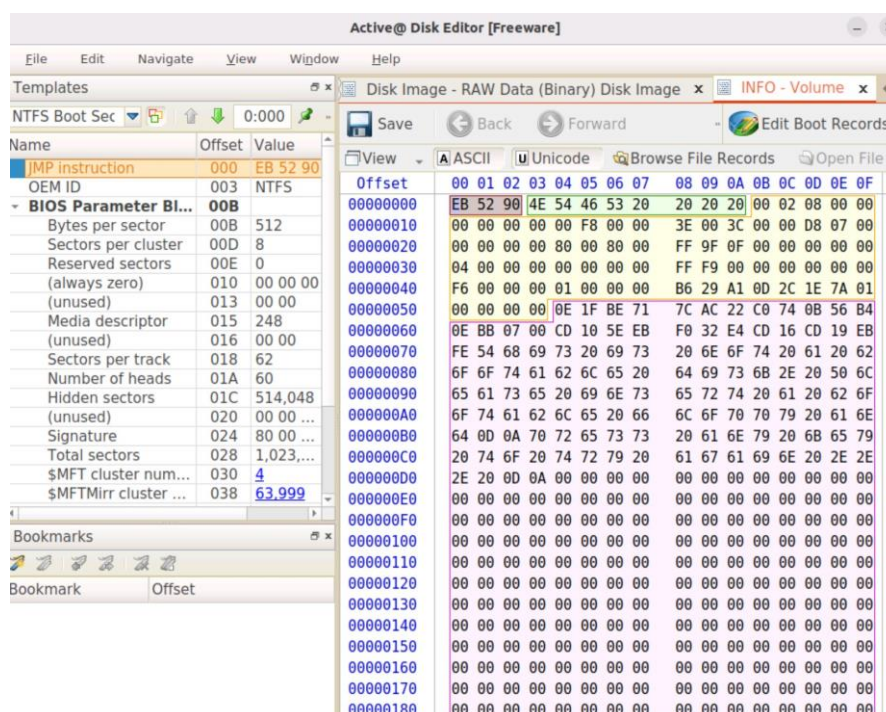 Active@ Disk Editor [Freeware]
File Edit Navigate View Window Help
Templates
NTFS Boot Sec 0:000
Name Offset Value
JMP instruction 000 EB 52 90
OEM ID 003 NTFS
BIOS Parameter Bl... 00B
Bytes per sector 00B 512
Sectors per cluster 00D 8
Reserved sectors 00E 0
(always zero) 010 00 00 00
(unused) 013 00 00
Media descriptor 015 248
(unused) 016 00 00
Sectors per track 018 62
Number of heads 01A 60
Hidden sectors 01C 514,048
(unused) 020 00 00 ...
Signature 024 80 00 ...
Total sectors 028 1,023,...
$MFT cluster num... 030 4
$MFTMirr cluster ... 038 63,999
Bookmarks
Bookmark Offset
Disk Image - RAW Data (Binary) Disk Image x INFO - Volume x
Save Back Forward Edit Boot Records
View A ASCII U Unicode Browse File Records Open File
Offset 00 01 02 03 04 05 06 07 08 09 0A 0B 0C 0D 0E 0F
00000000 EB 52 90 4E 54 46 53 20 20 20 20 00 02 08 00 00
00000010 00 00 00 00 00 F8 00 00 3E 00 3C 00 00 D8 07 00
00000020 00 00 00 00 80 00 80 00 FF 9F 0F 00 00 00 00 00
00000030 04 00 00 00 00 00 00 00 FF F9 00 00 00 00 00 00
00000040 F6 00 00 00 01 00 00 00 B6 29 A1 0D 2C 1E 7A 01
00000050 00 00 00 00 0E 1F BE 71 7C AC 22 C0 74 0B 56 B4
00000060 0E BB 07 00 CD 10 5E EB F0 32 E4 CD 16 CD 19 EB
00000070 FE 54 68 69 73 20 69 73 20 6E 6F 74 20 61 20 62
00000080 6F 6F 74 61 62 6C 65 20 64 69 73 6B 2E 20 50 6C
00000090 65 61 73 65 20 69 6E 73 65 72 74 20 61 20 62 6F
000000A0 6F 74 61 62 6C 65 20 66 6C 6F 70 70 79 20 61 6E
000000B0 64 0D 0A 70 72 65 73 73 20 61 6E 79 20 6B 65 79
000000C0 20 74 6F 20 74 72 79 20 61 67 61 69 6E 20 2E 2E
000000D0 2E 20 0D 0A 00 00 00 00 00 00 00 00 00 00 00 00
000000E0 00 00 00 00 00 00 00 00 00 00 00 00 00 00 00 00
000000F0 00 00 00 00 00 00 00 00 00 00 00 00 00 00 00 00
00000100 00 00 00 00 00 00 00 00 00 00 00 00 00 00 00 00
00000110 00 00 00 00 00 00 00 00 00 00 00 00 00 00 00 00
00000120 00 00 00 00 00 00 00 00 00 00 00 00 00 00 00 00
00000130 00 00 00 00 00 00 00 00 00 00 00 00 00 00 00 00
00000140 00 00 00 00 00 00 00 00 00 00 00 00 00 00 00 00
00000150 00 00 00 00 00 00 00 00 00 00 00 00 00 00 00 00
00000160 00 00 00 00 00 00 00 00 00 00 00 00 00 00 00 00
00000170 00 00 00 00 00 00 00 00 00 00 00 00 00 00 00 00
00000180 00 00 00 00 00 00 00 00 00 00 00 00 00 00 00 00